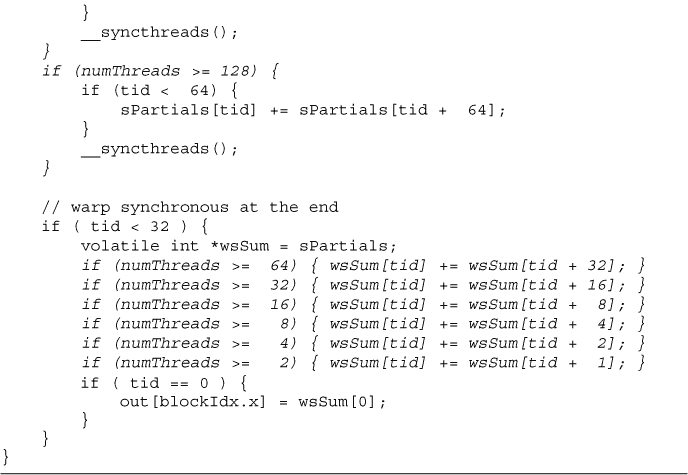 }
        __syncthreads();
    }
    if (numThreads >= 128) {
        if (tid <  64) {
            sPartials[tid] += sPartials[tid +  64];
        }
        __syncthreads();
    }

    // warp synchronous at the end
    if ( tid < 32 ) {
        volatile int *wsSum = sPartials;
        if (numThreads >=  64) { wsSum[tid] += wsSum[tid + 32]; }
        if (numThreads >=  32) { wsSum[tid] += wsSum[tid + 16]; }
        if (numThreads >=  16) { wsSum[tid] += wsSum[tid +  8]; }
        if (numThreads >=   8) { wsSum[tid] += wsSum[tid +  4]; }
        if (numThreads >=   4) { wsSum[tid] += wsSum[tid +  2]; }
        if (numThreads >=   2) { wsSum[tid] += wsSum[tid +  1]; }
        if ( tid == 0 ) {
            out[blockIdx.x] = wsSum[0];
        }
    }
}